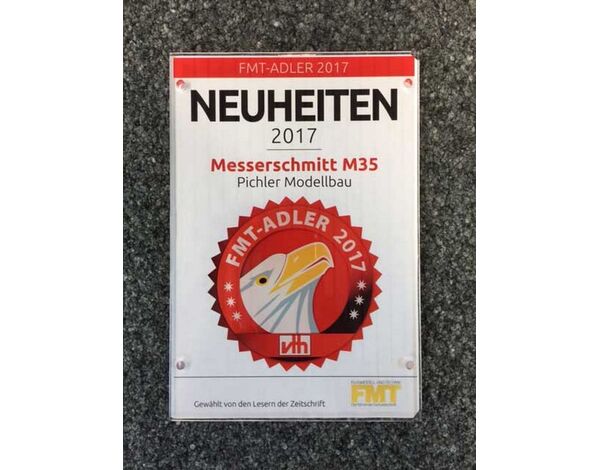 FMT-ADLER 2017
NEUHEITEN
2017
Messerschmitt M35
Pichler Modellbau
FMT-ADLER 2017
vth
Gewählt von den Lesern der Zeitschrift
FMT